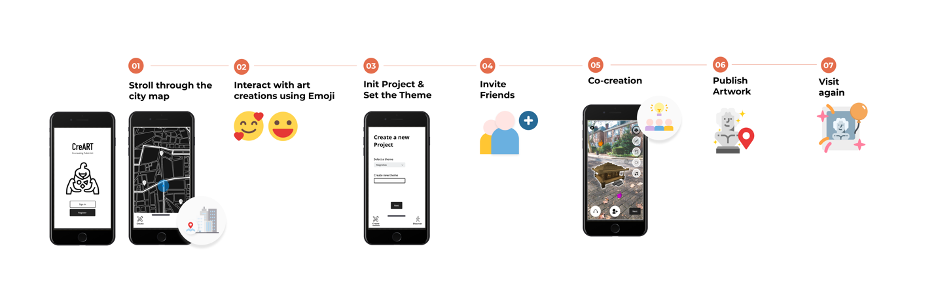 01
Stroll through the
city map
02
Interact with art
creations using Emoji
03
Init Project &
Set the Theme
04
Invite
Friends
05
Co-creation
06
Publish
Artwork
07
Visit
again
CreART
Sign in
Create a new
Project
Select a theme
Create new theme
Next